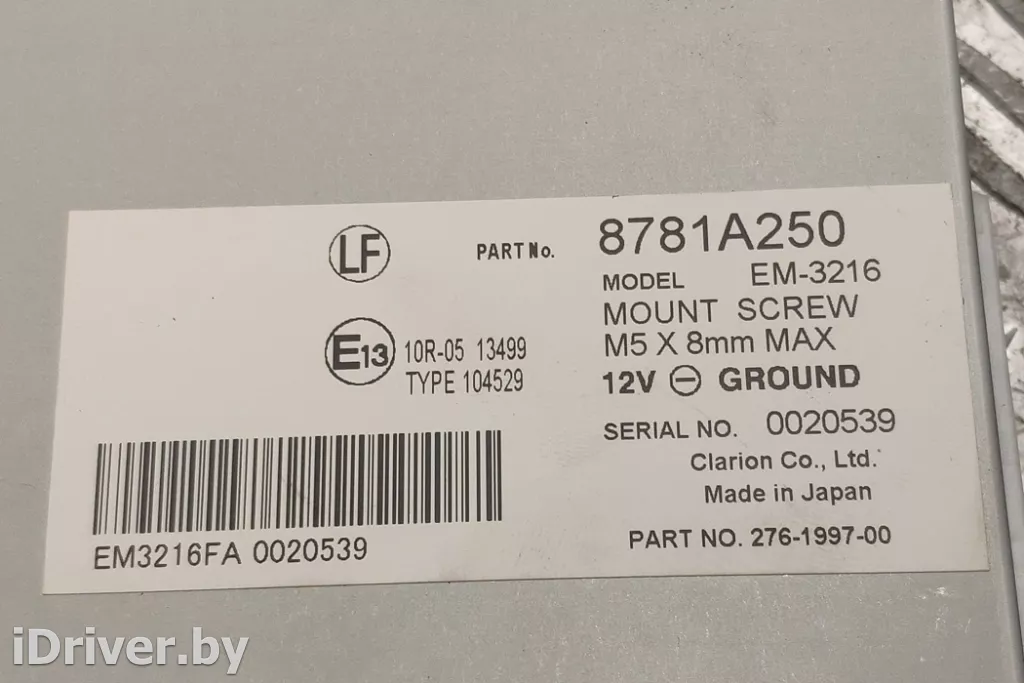 LF
PART No. 8781A250
MODEL EM-3216
MOUNT SCREW
M5 X 8mm MAX
E13 10R-05 13499
TYPE 104529
12V ⊖ GROUND
SERIAL NO. 0020539
Clarion Co., Ltd.
Made in Japan
EM3216FA 0020539
PART NO. 276-1997-00
iDriver.by